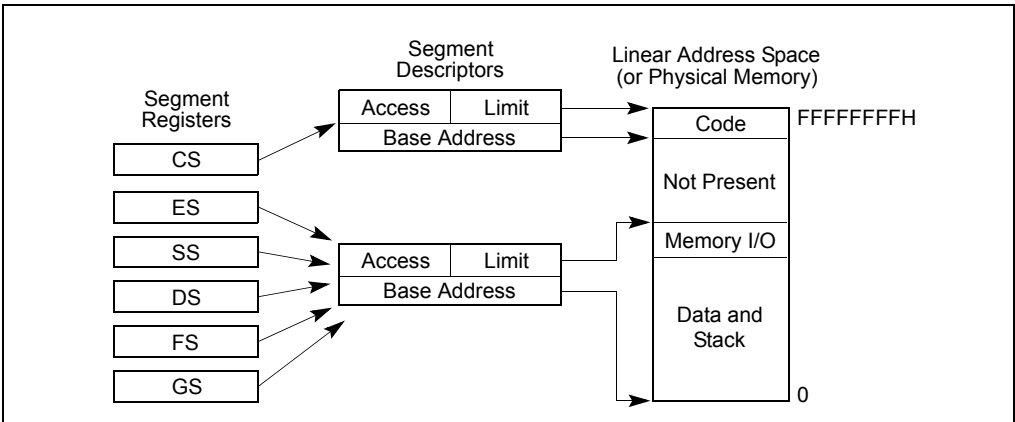 Segment
Registers
CS
ES
SS
DS
FS
GS
Segment
Descriptors
Access Limit
Base Address
Access Limit
Base Address
Linear Address Space
(or Physical Memory)
Code
FFFFFFFFH
Not Present
Memory I/O
Data and
Stack
0